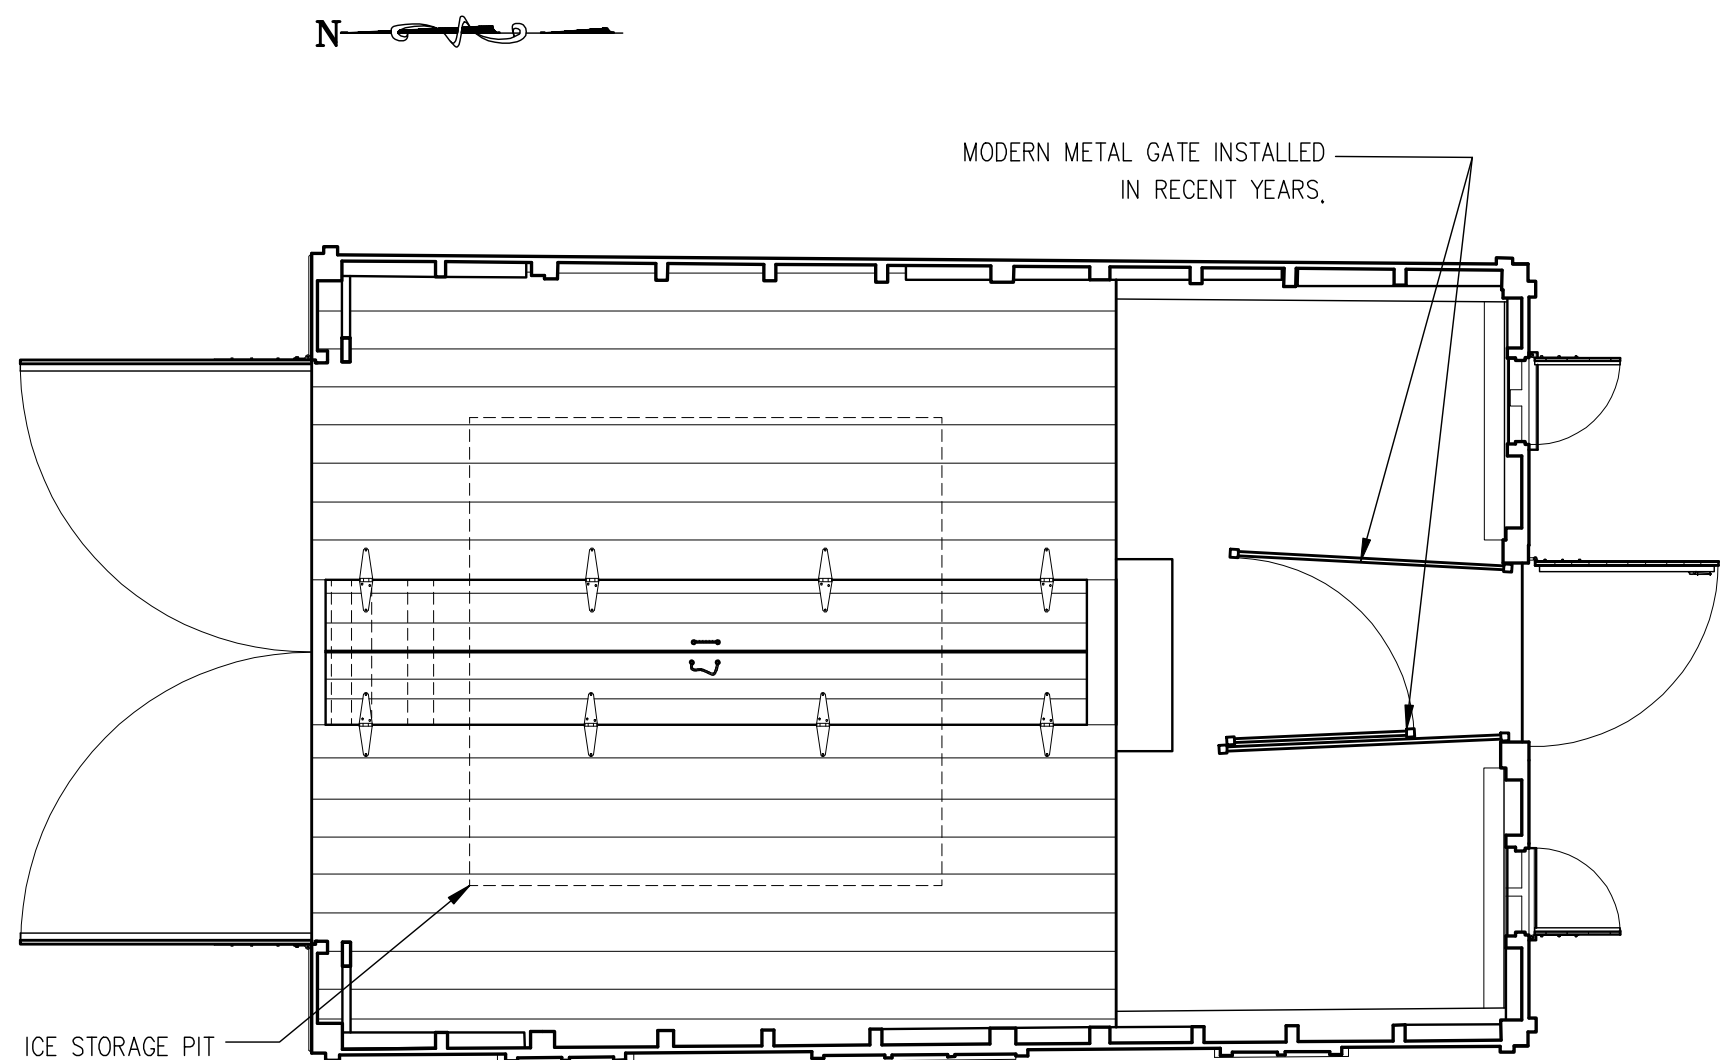 N
MODERN METAL GATE INSTALLED
IN RECENT YEARS.
ICE STORAGE PIT